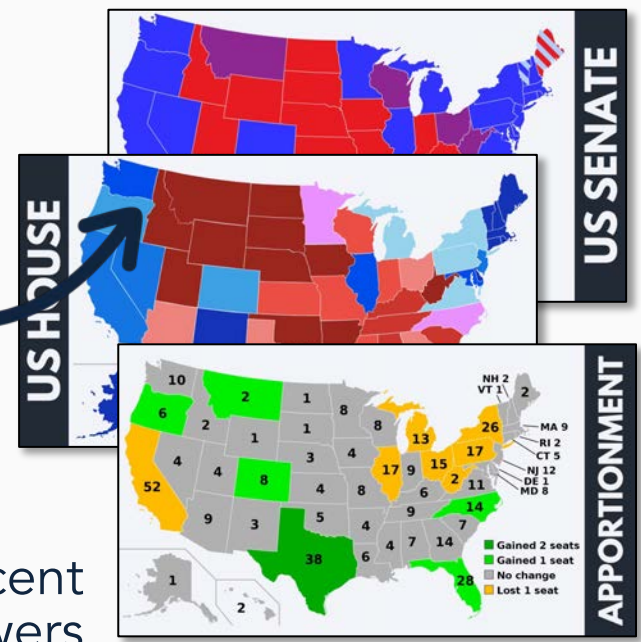 US SENATE
US HOUSE
APPORTIONMENT
10
2
1
8
8
NH 2
VT 1
2
6
2
1
1
3
4
13
26
MA 9
RI 2
CT 5
4
4
8
17
9
15
17
2
11
NJ 12
DE 1
MD 8
52
4
8
6
9
14
9
3
5
4
4
7
14
7
38
6
28
Gained 2 seats
Gained 1 seat
No change
Lost 1 seat
1
2
cent
wers